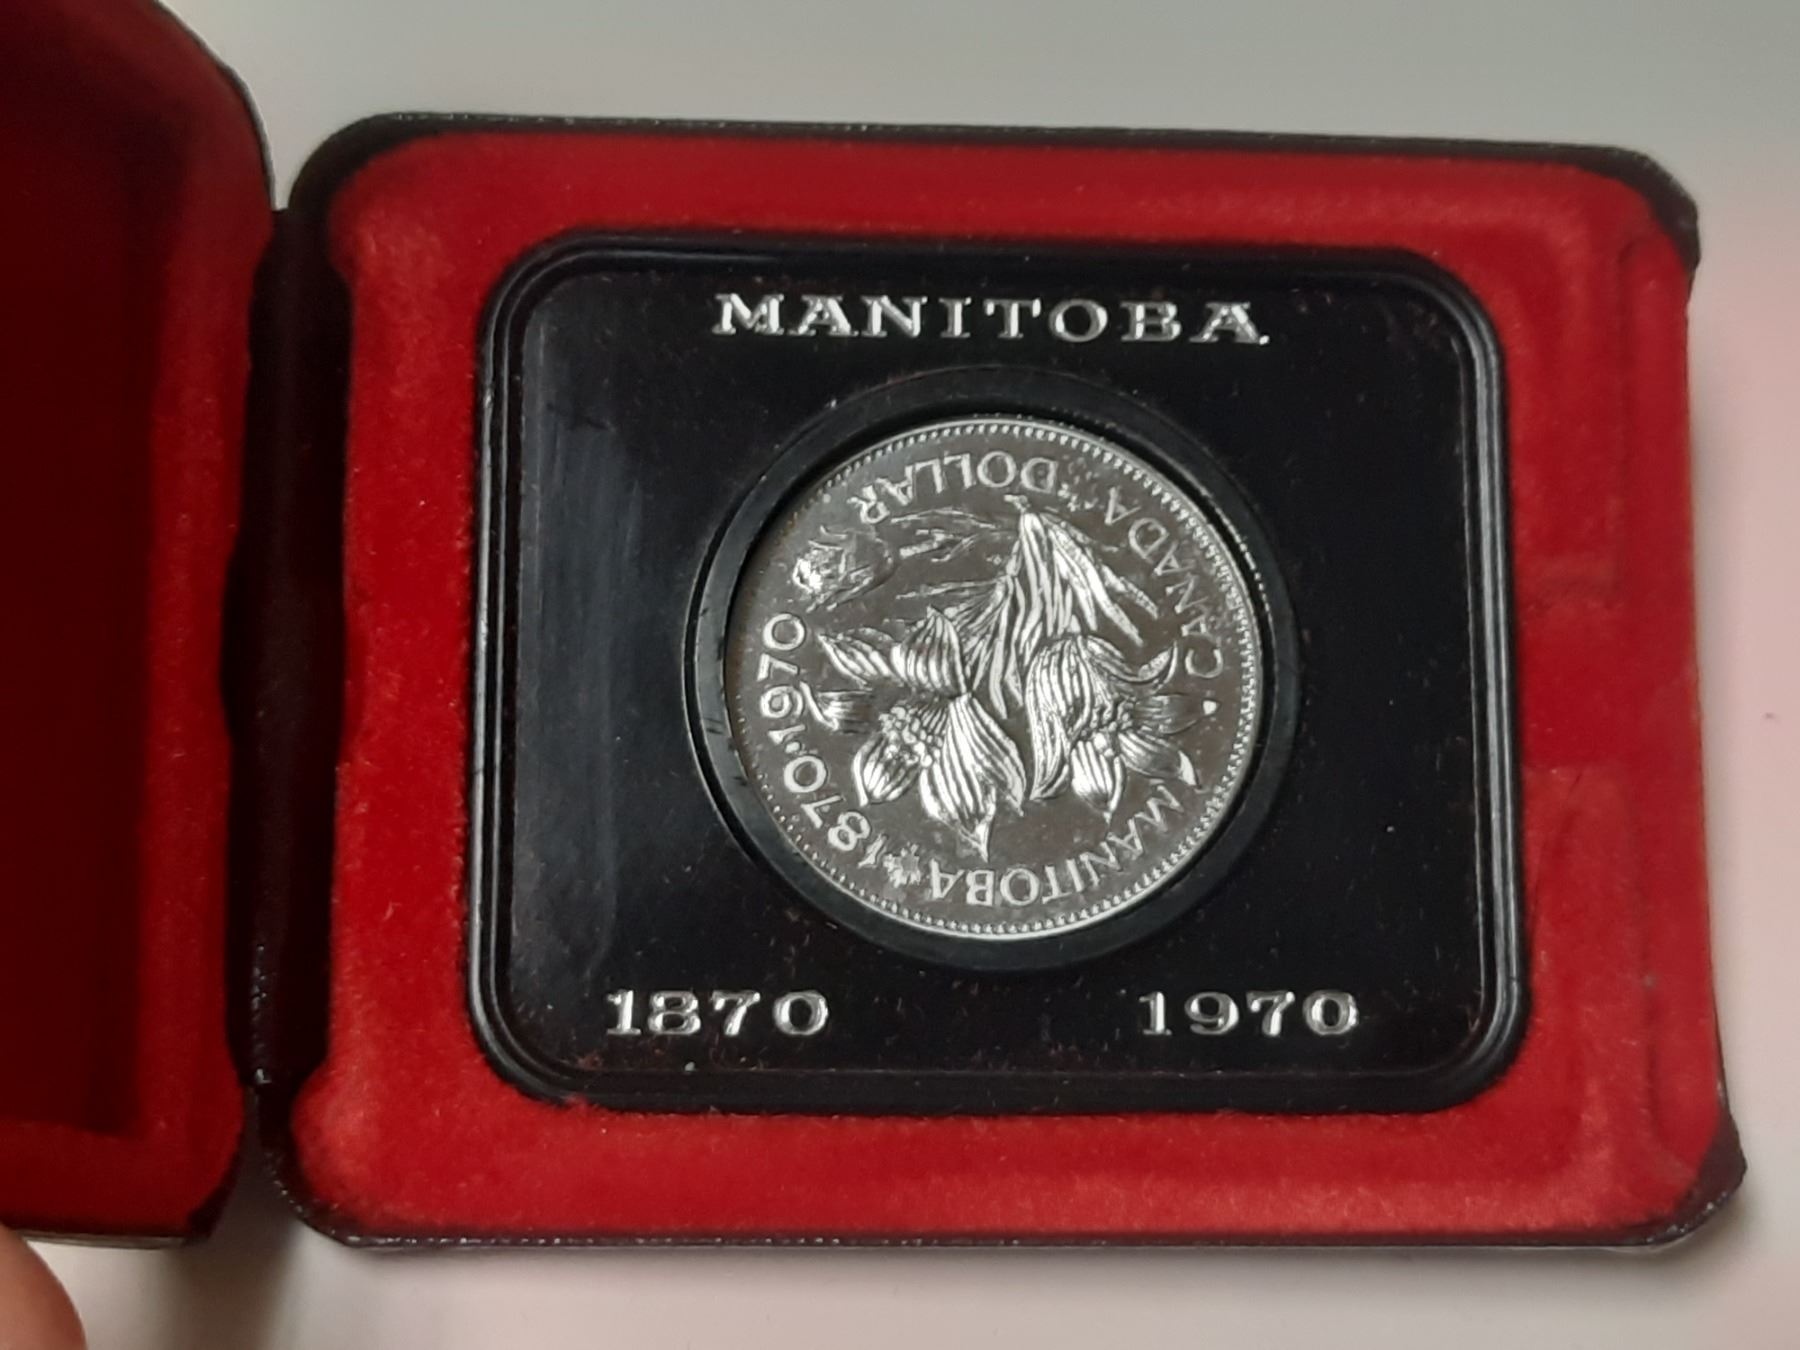 MANITOBA
MANITOBA 1870·1970
CANADA DOLLAR
1870 1970